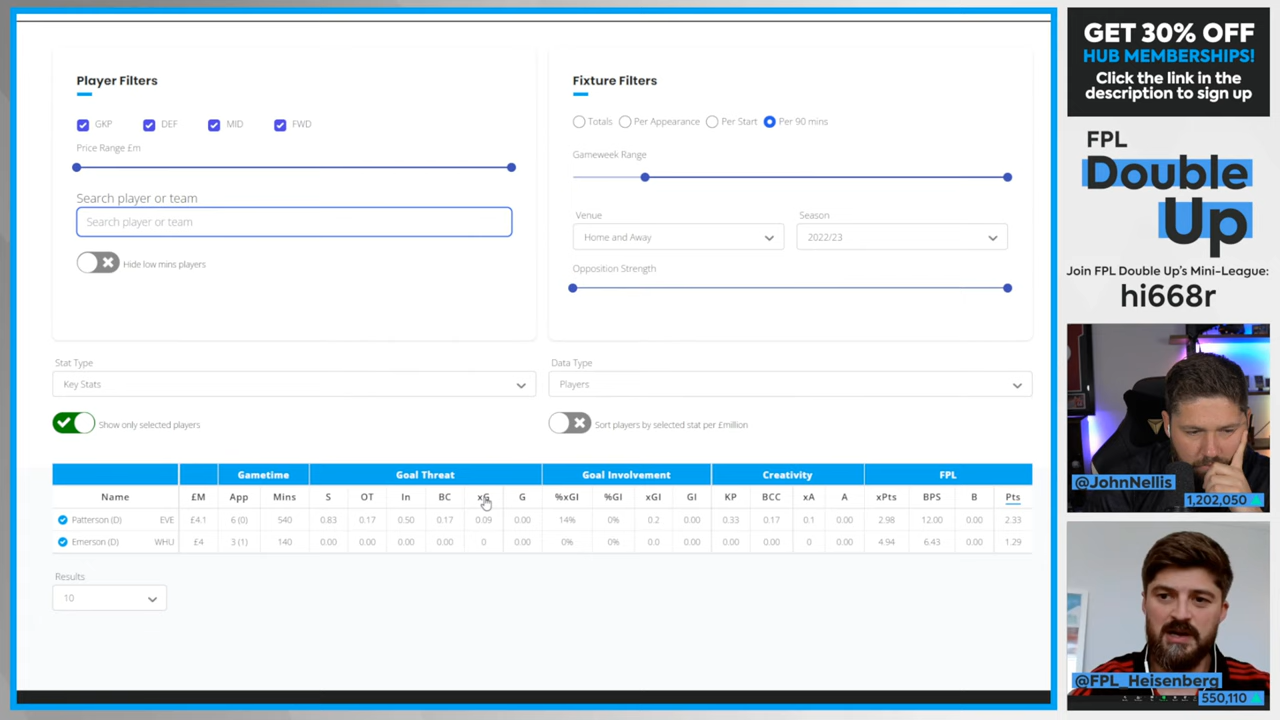 Player Filters
GKP DEF MID FWD
Price Range £m
Search player or team
Search player or team
Hide low mins players
Fixture Filters
Totals Per Appearance Per Start Per 90 mins
Gameweek Range
Venue Season
Home and Away 2022/23
Opposition Strength
Stat Type Data Type
Key Stats Players
Show only selected players Sort players by selected stat per £million
Gametime Goal Threat Goal Involvement Creativity FPL
Name £M App Mins S OT In BC xG G %xGI %GI xGI GI KP BCC xA A xPts BPS B Pts
Patterson (D) EVE £4.1 6 (0) 540 0.83 0.17 0.50 0.17 0.09 0.00 14% 0% 0.2 0.00 0.33 0.17 0.1 0.00 2.98 12.00 0.00 2.33
Emerson (D) WHU £4 3 (1) 140 0.00 0.00 0.00 0.00 0 0.00 0% 0% 0.0 0.00 0.00 0.00 0 0.00 4.94 6.43 0.00 1.29
Results
10
GET 30% OFF
HUB MEMBERSHIPS!
Click the link in the
description to sign up
FPL
Double
Up
Join FPL Double Up's Mini-League:
hi668r
@JohnNellis
1,202,050
@FPL_Heisenberg
550,110